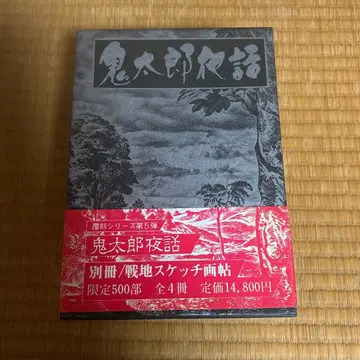 鬼太郎夜話
復刻シリーズ第5弾
鬼太郎夜話
別冊/戦地スケッチ画帖
限定500部 全4冊 定価14,800円